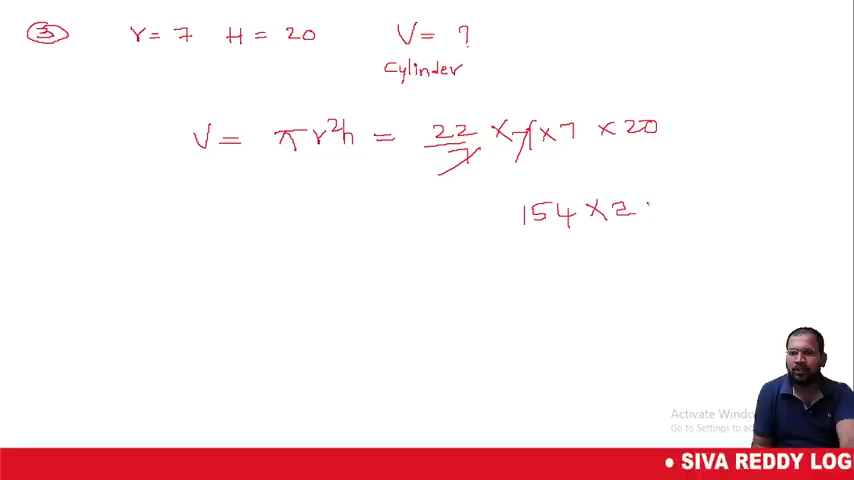 ③ r = 7 H = 20 V = ?
Cylinder
V = πr²h = 22/7 × 7 × 7 × 20
154 × 2
Activate Windo
Go to Settings to ac
• SIVA REDDY LOG